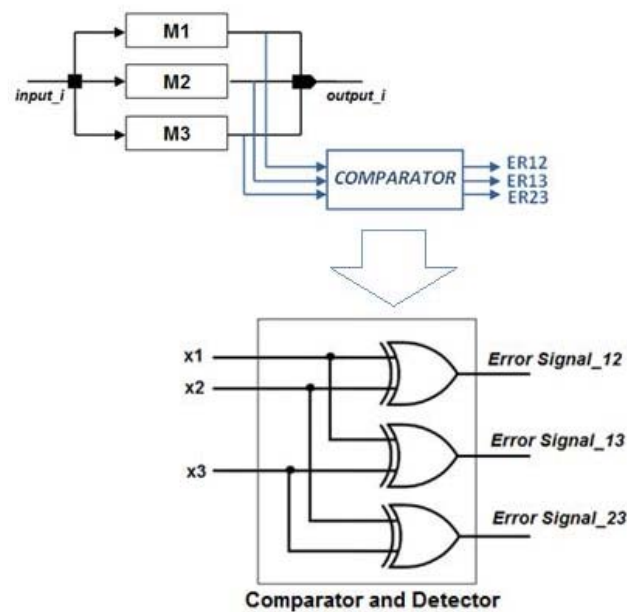 M1
M2
M3
input_i
output_i
COMPARATOR
ER12
ER13
ER23
x1
x2
x3
Error Signal_12
Error Signal_13
Error Signal_23
Comparator and Detector